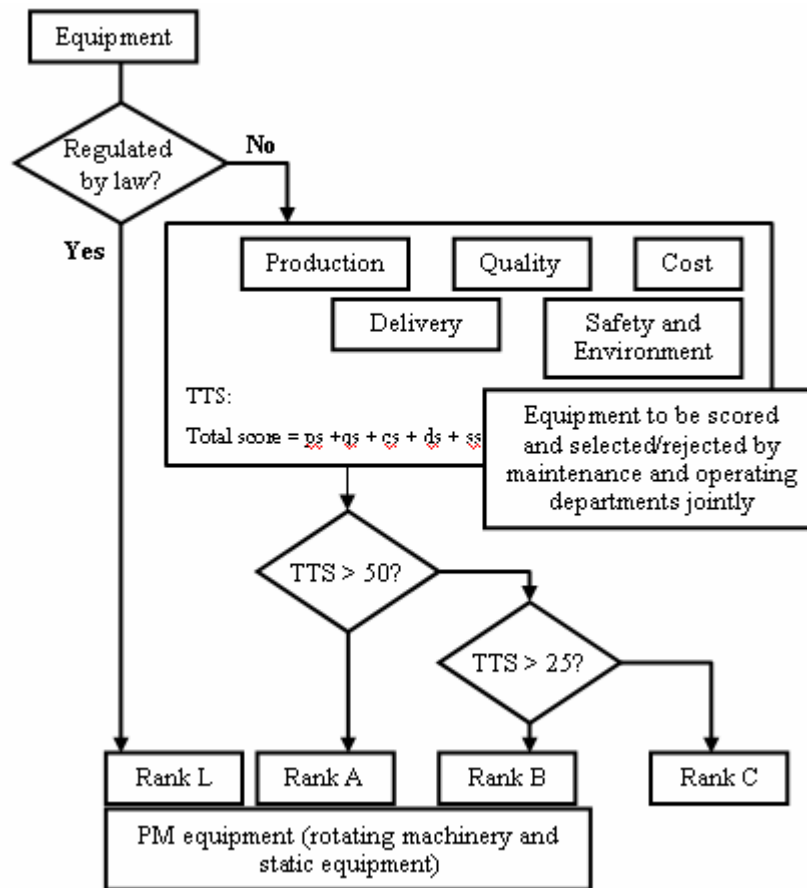 Equipment
Regulated
by law?
No
Yes
Production
Quality
Cost
Delivery
Safety and
Environment
TTS:
Total score = ps +qs + cs + ds + ss
Equipment to be scored
and selected/rejected by
maintenance and operating
departments jointly
TTS > 50?
TTS > 25?
Rank L
Rank A
Rank B
Rank C
PM equipment (rotating machinery and
static equipment)